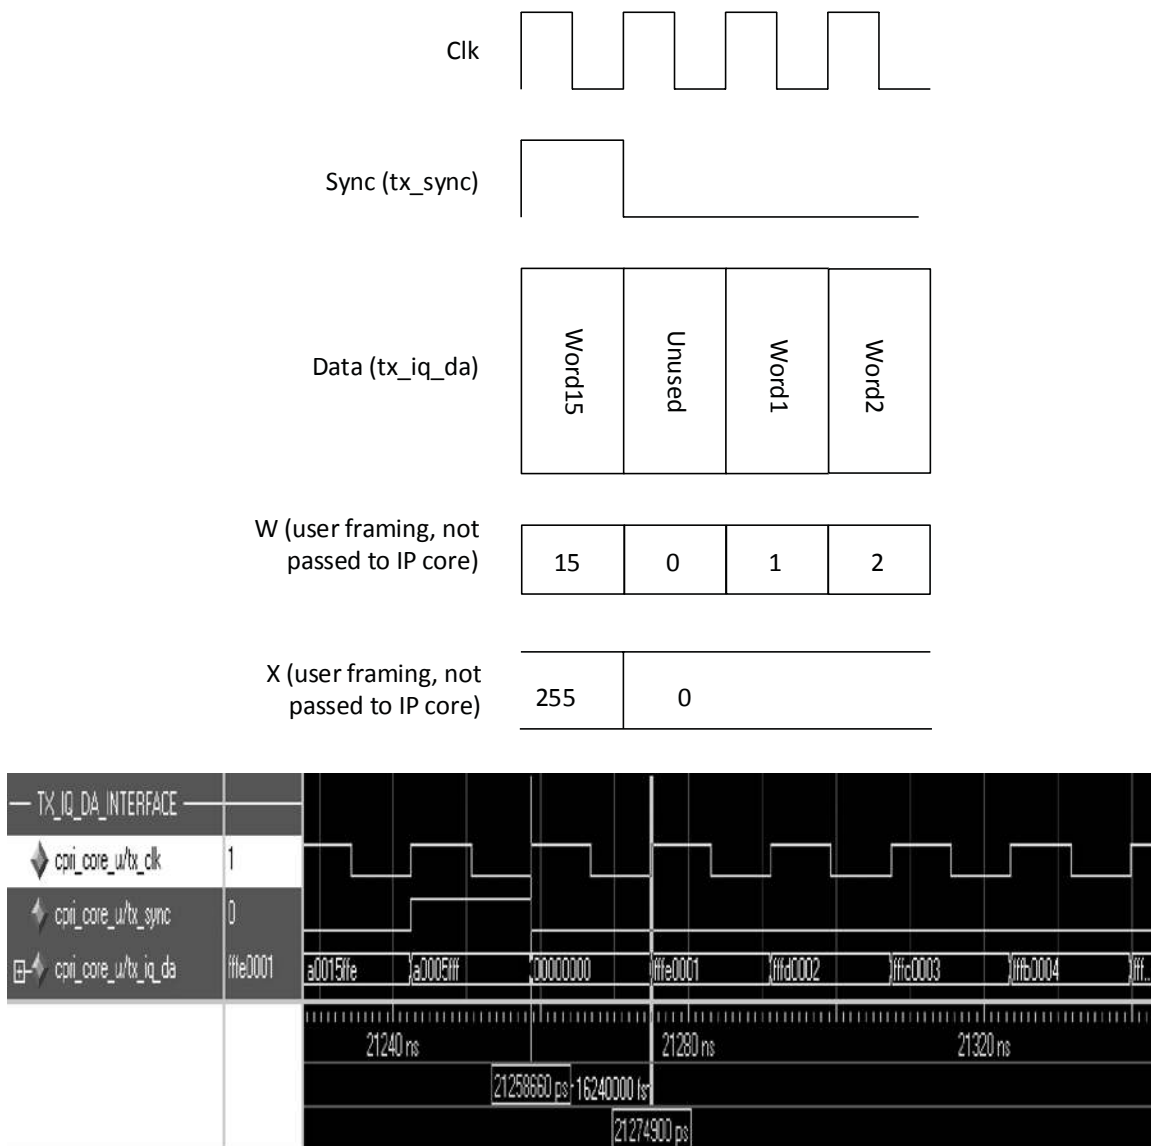 Clk
Sync (tx_sync)
Data (tx_iq_da)
Word15
Unused
Word1
Word2
W (user framing, not
passed to IP core)
15 0 1 2
X (user framing, not
passed to IP core)
255 0
TX_IQ_DA_INTERFACE
cpri_core_u/tx_clk 1
cpri_core_u/tx_sync 0
cpri_core_u/tx_iq_da fffe0001 a0015ffe a0005fff 00000000 fffe0001 fffd0002 fffc0003 fffb0004 fff...
21240 ns 21280 ns 21320 ns
21258660 ps 16240000 fs
21274900 ps